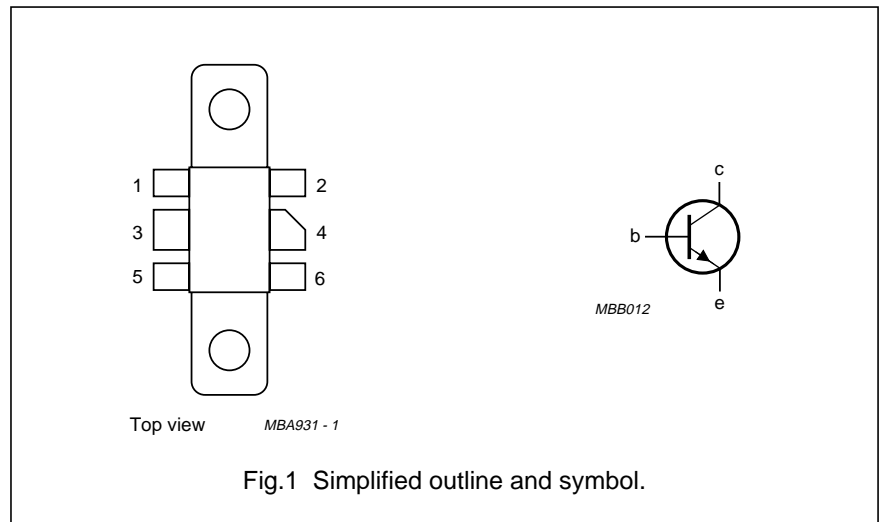 1 2
3 4
5 6
Top view MBA931 - 1
c
b
e
MBB012
Fig.1 Simplified outline and symbol.